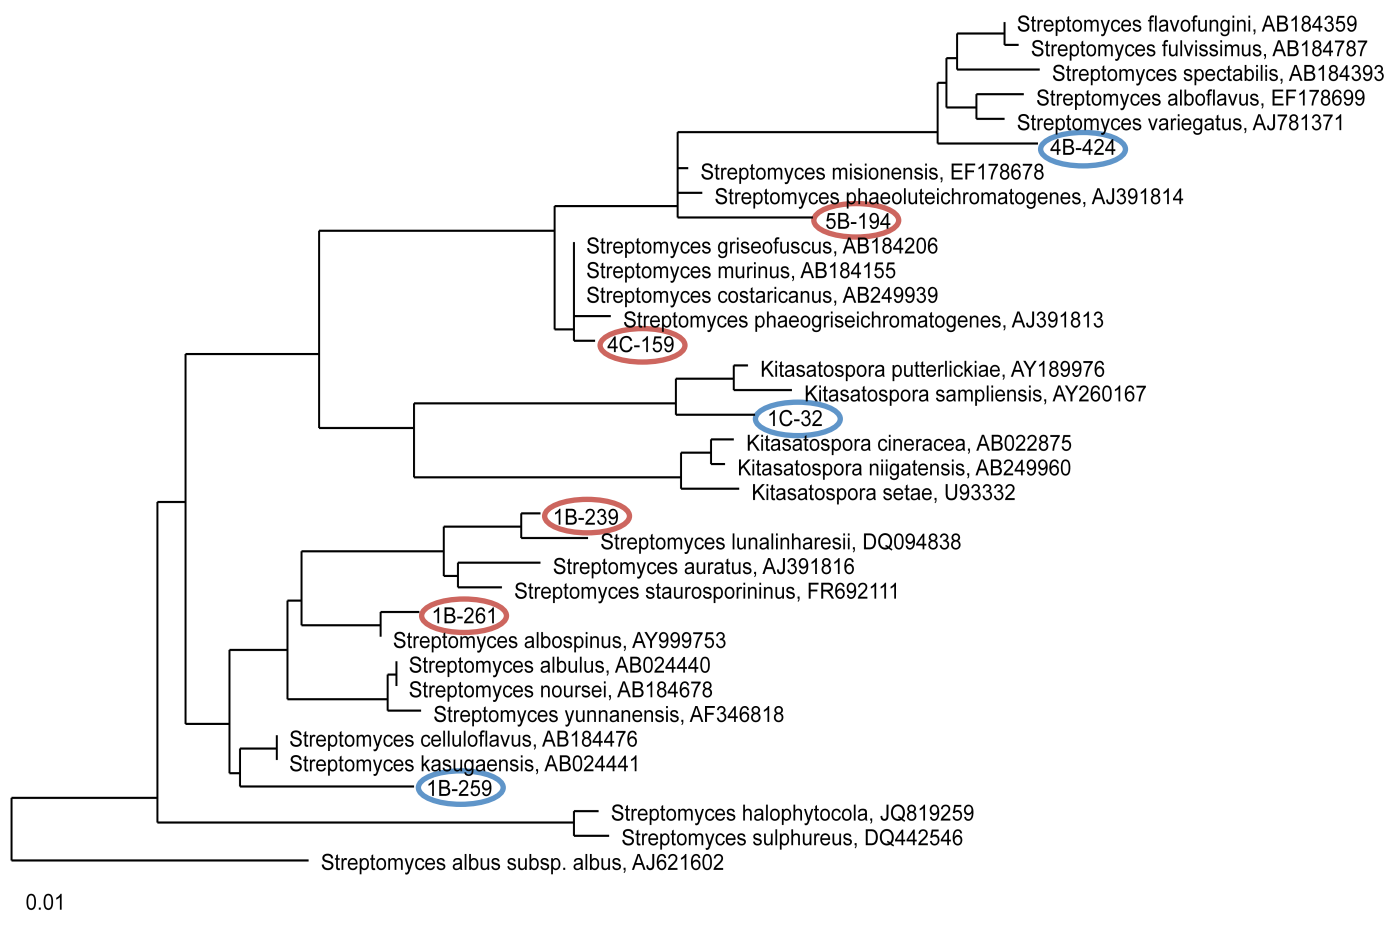 Streptomyces flavofungini, AB184359
Streptomyces fulvissimus, AB184787
Streptomyces spectabilis, AB184393
Streptomyces alboflavus, EF178699
Streptomyces variegatus, AJ781371
4B-424
Streptomyces misionensis, EF178678
Streptomyces phaeoluteichromatogenes, AJ391814
5B-194
Streptomyces griseofuscus, AB184206
Streptomyces murinus, AB184155
Streptomyces costaricanus, AB249939
Streptomyces phaeogriseichromatogenes, AJ391813
4C-159
Kitasatospora putterlickiae, AY189976
Kitasatospora sampliensis, AY260167
1C-32
Kitasatospora cineracea, AB022875
Kitasatospora niigatensis, AB249960
Kitasatospora setae, U93332
1B-239
Streptomyces lunalinharesii, DQ094838
Streptomyces auratus, AJ391816
Streptomyces staurosporininus, FR692111
1B-261
Streptomyces albospinus, AY999753
Streptomyces albulus, AB024440
Streptomyces noursei, AB184678
Streptomyces yunnanensis, AF346818
Streptomyces celluloflavus, AB184476
Streptomyces kasugaensis, AB024441
1B-259
Streptomyces halophytocola, JQ819259
Streptomyces sulphureus, DQ442546
Streptomyces albus subsp. albus, AJ621602
0.01